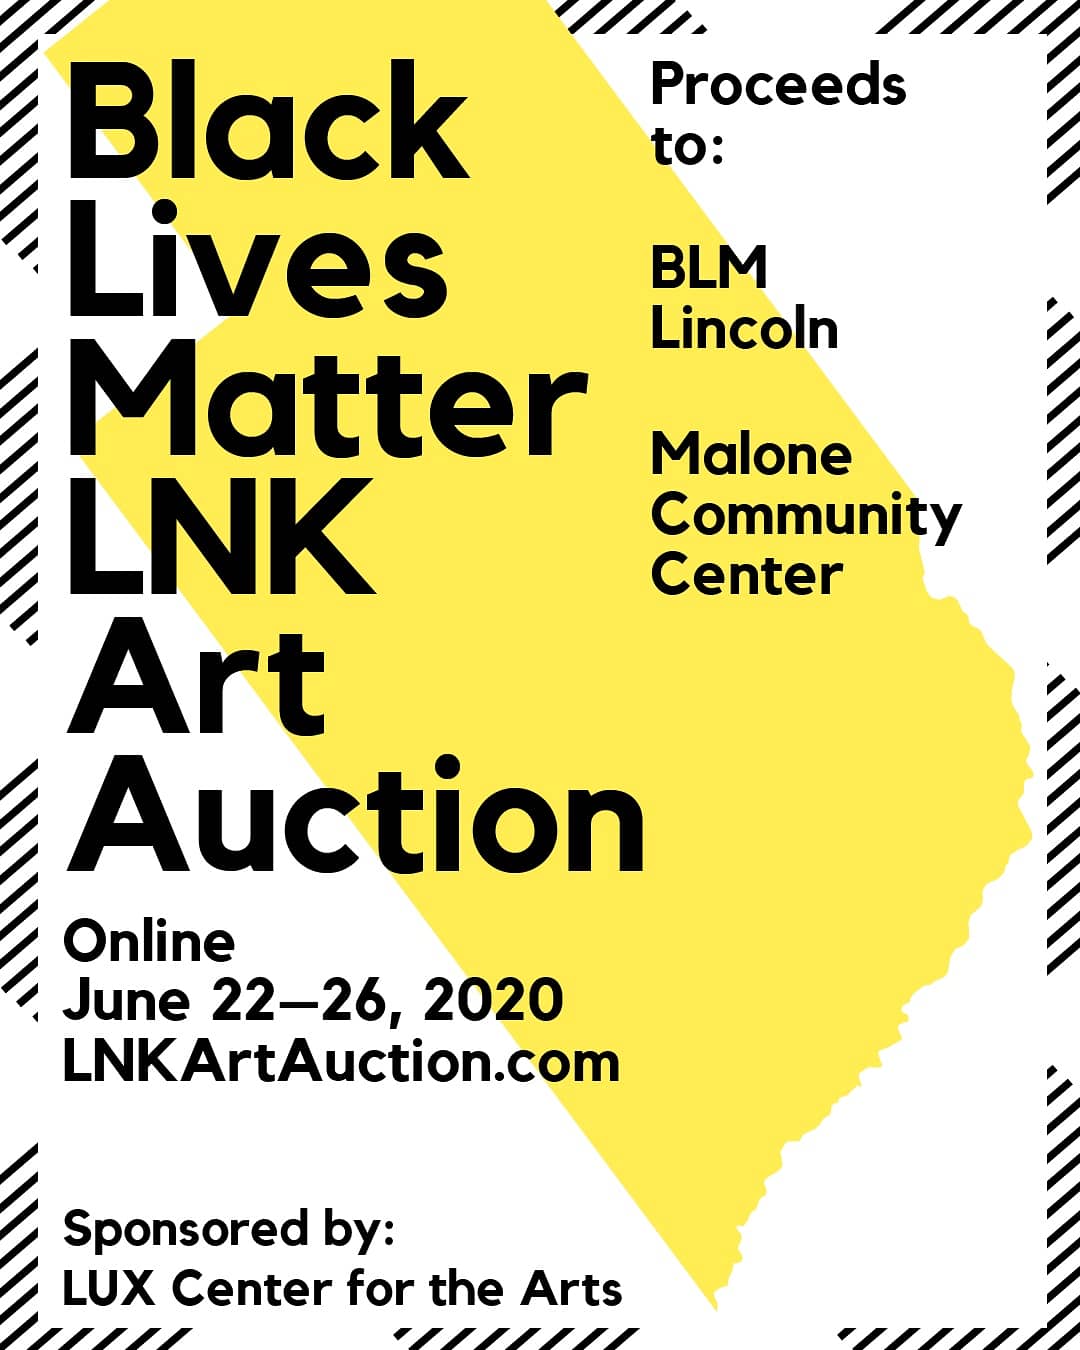 Black
Lives
Matter
LNK
Art
Auction
Online
June 22–26, 2020
LNKArtAuction.com
Sponsored by:
LUX Center for the Arts
Proceeds
to:
BLM
Lincoln
Malone
Community
Center